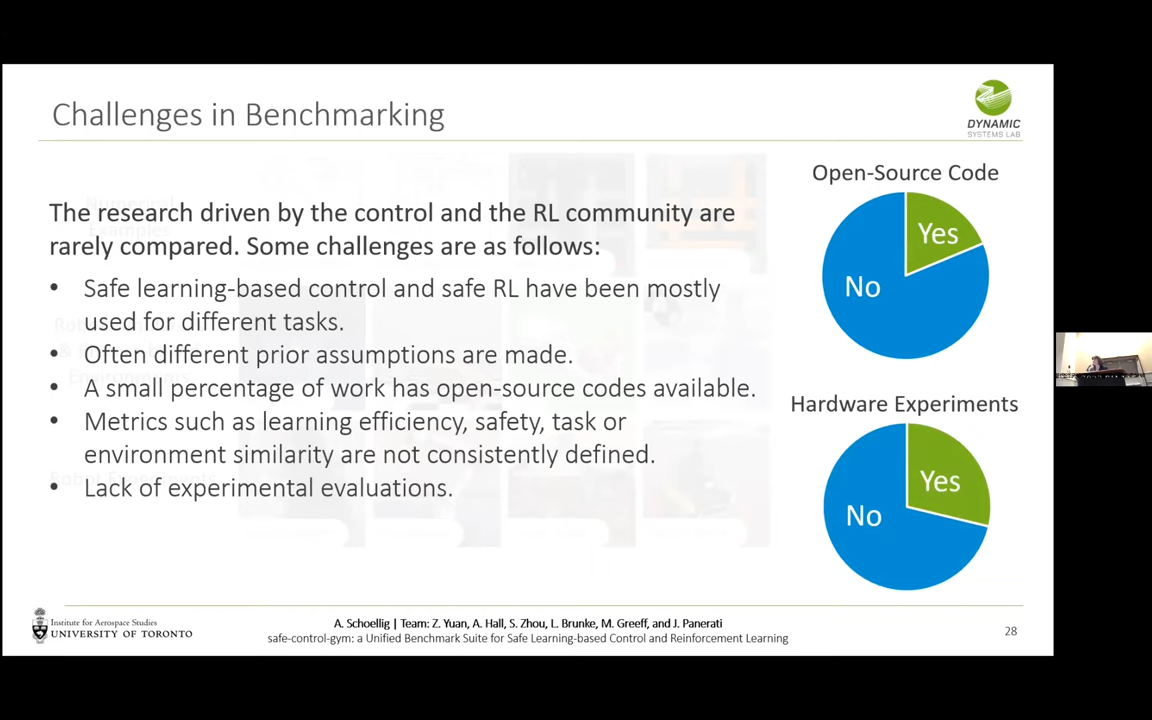 Challenges in Benchmarking
DYNAMIC
SYSTEMS LAB
The research driven by the control and the RL community are
rarely compared. Some challenges are as follows:
• Safe learning-based control and safe RL have been mostly
used for different tasks.
• Often different prior assumptions are made.
• A small percentage of work has open-source codes available.
• Metrics such as learning efficiency, safety, task or
environment similarity are not consistently defined.
• Lack of experimental evaluations.
Open-Source Code
Yes
No
Hardware Experiments
Yes
No
Numerical
Examples
Institute for Aerospace Studies
UNIVERSITY OF TORONTO
A. Schoellig | Team: Z. Yuan, A. Hall, S. Zhou, L. Brunke, M. Greeff, and J. Panerati
safe-control-gym: a Unified Benchmark Suite for Safe Learning-based Control and Reinforcement Learning
28